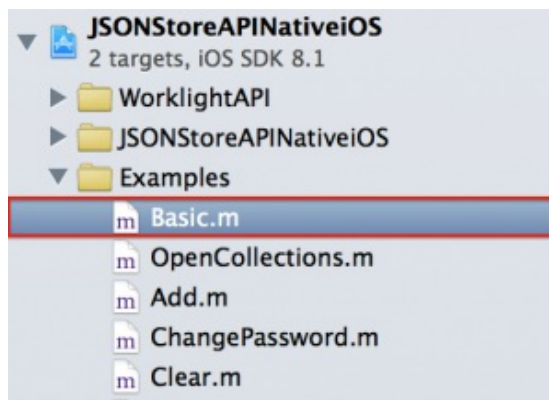 JSONStoreAPINativeiOS
2 targets, iOS SDK 8.1
WorklightAPI
JSONStoreAPINativeiOS
Examples
m Basic.m
m OpenCollections.m
m Add.m
m ChangePassword.m
m Clear.m